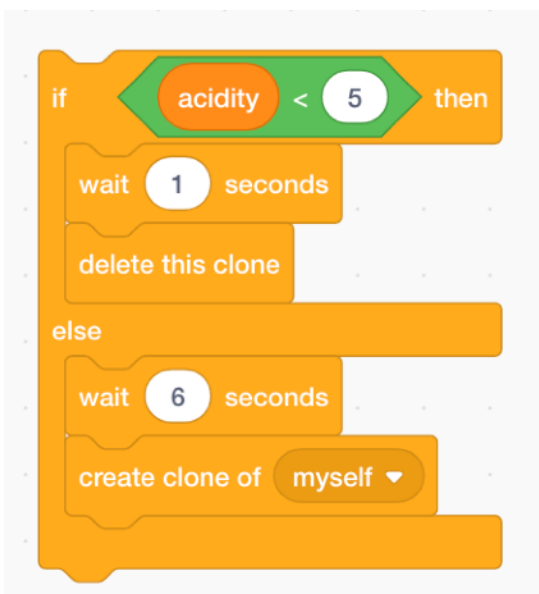 if acidity < 5 then
wait 1 seconds
delete this clone
else
wait 6 seconds
create clone of myself